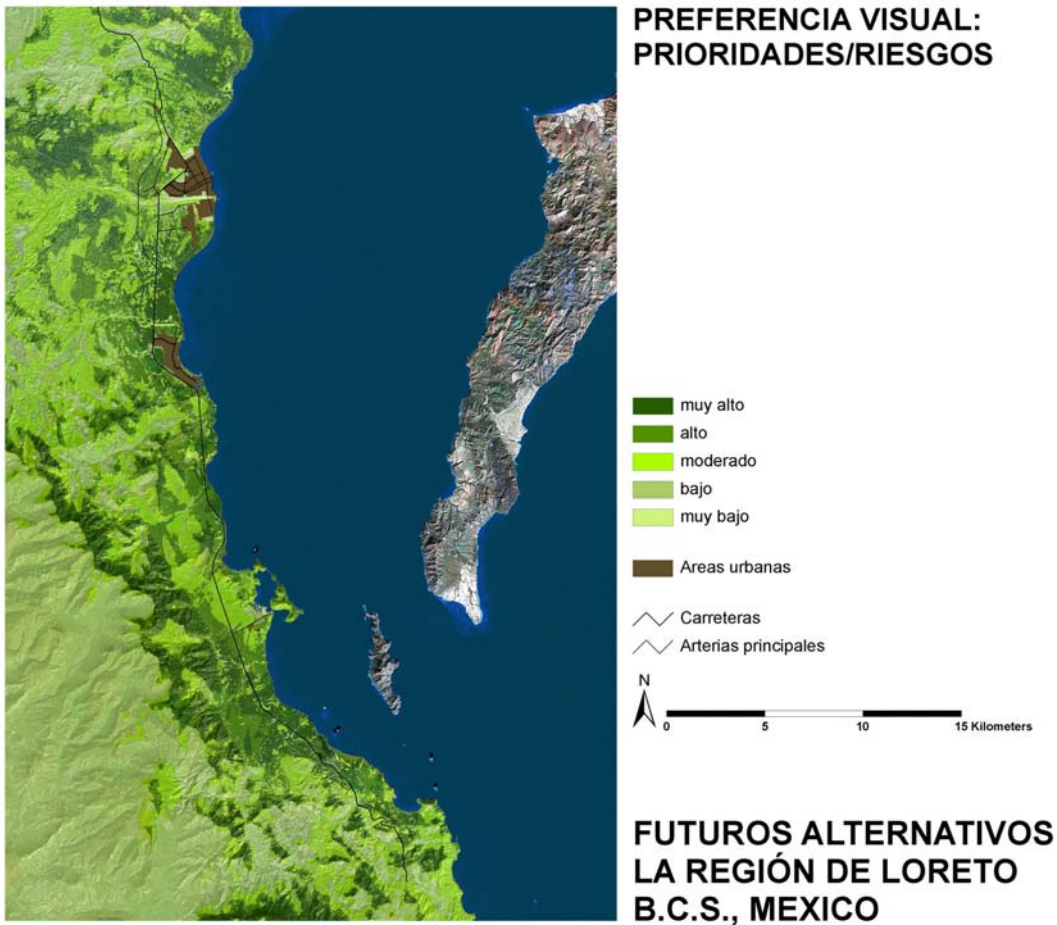 PREFERENCIA VISUAL:
PRIORIDADES/RIESGOS
muy alto
alto
moderado
bajo
muy bajo
Areas urbanas
Carreteras
Arterias principales
N
0 5 10 15 Kilometers
FUTUROS ALTERNATIVOS
LA REGIÓN DE LORETO
B.C.S., MEXICO